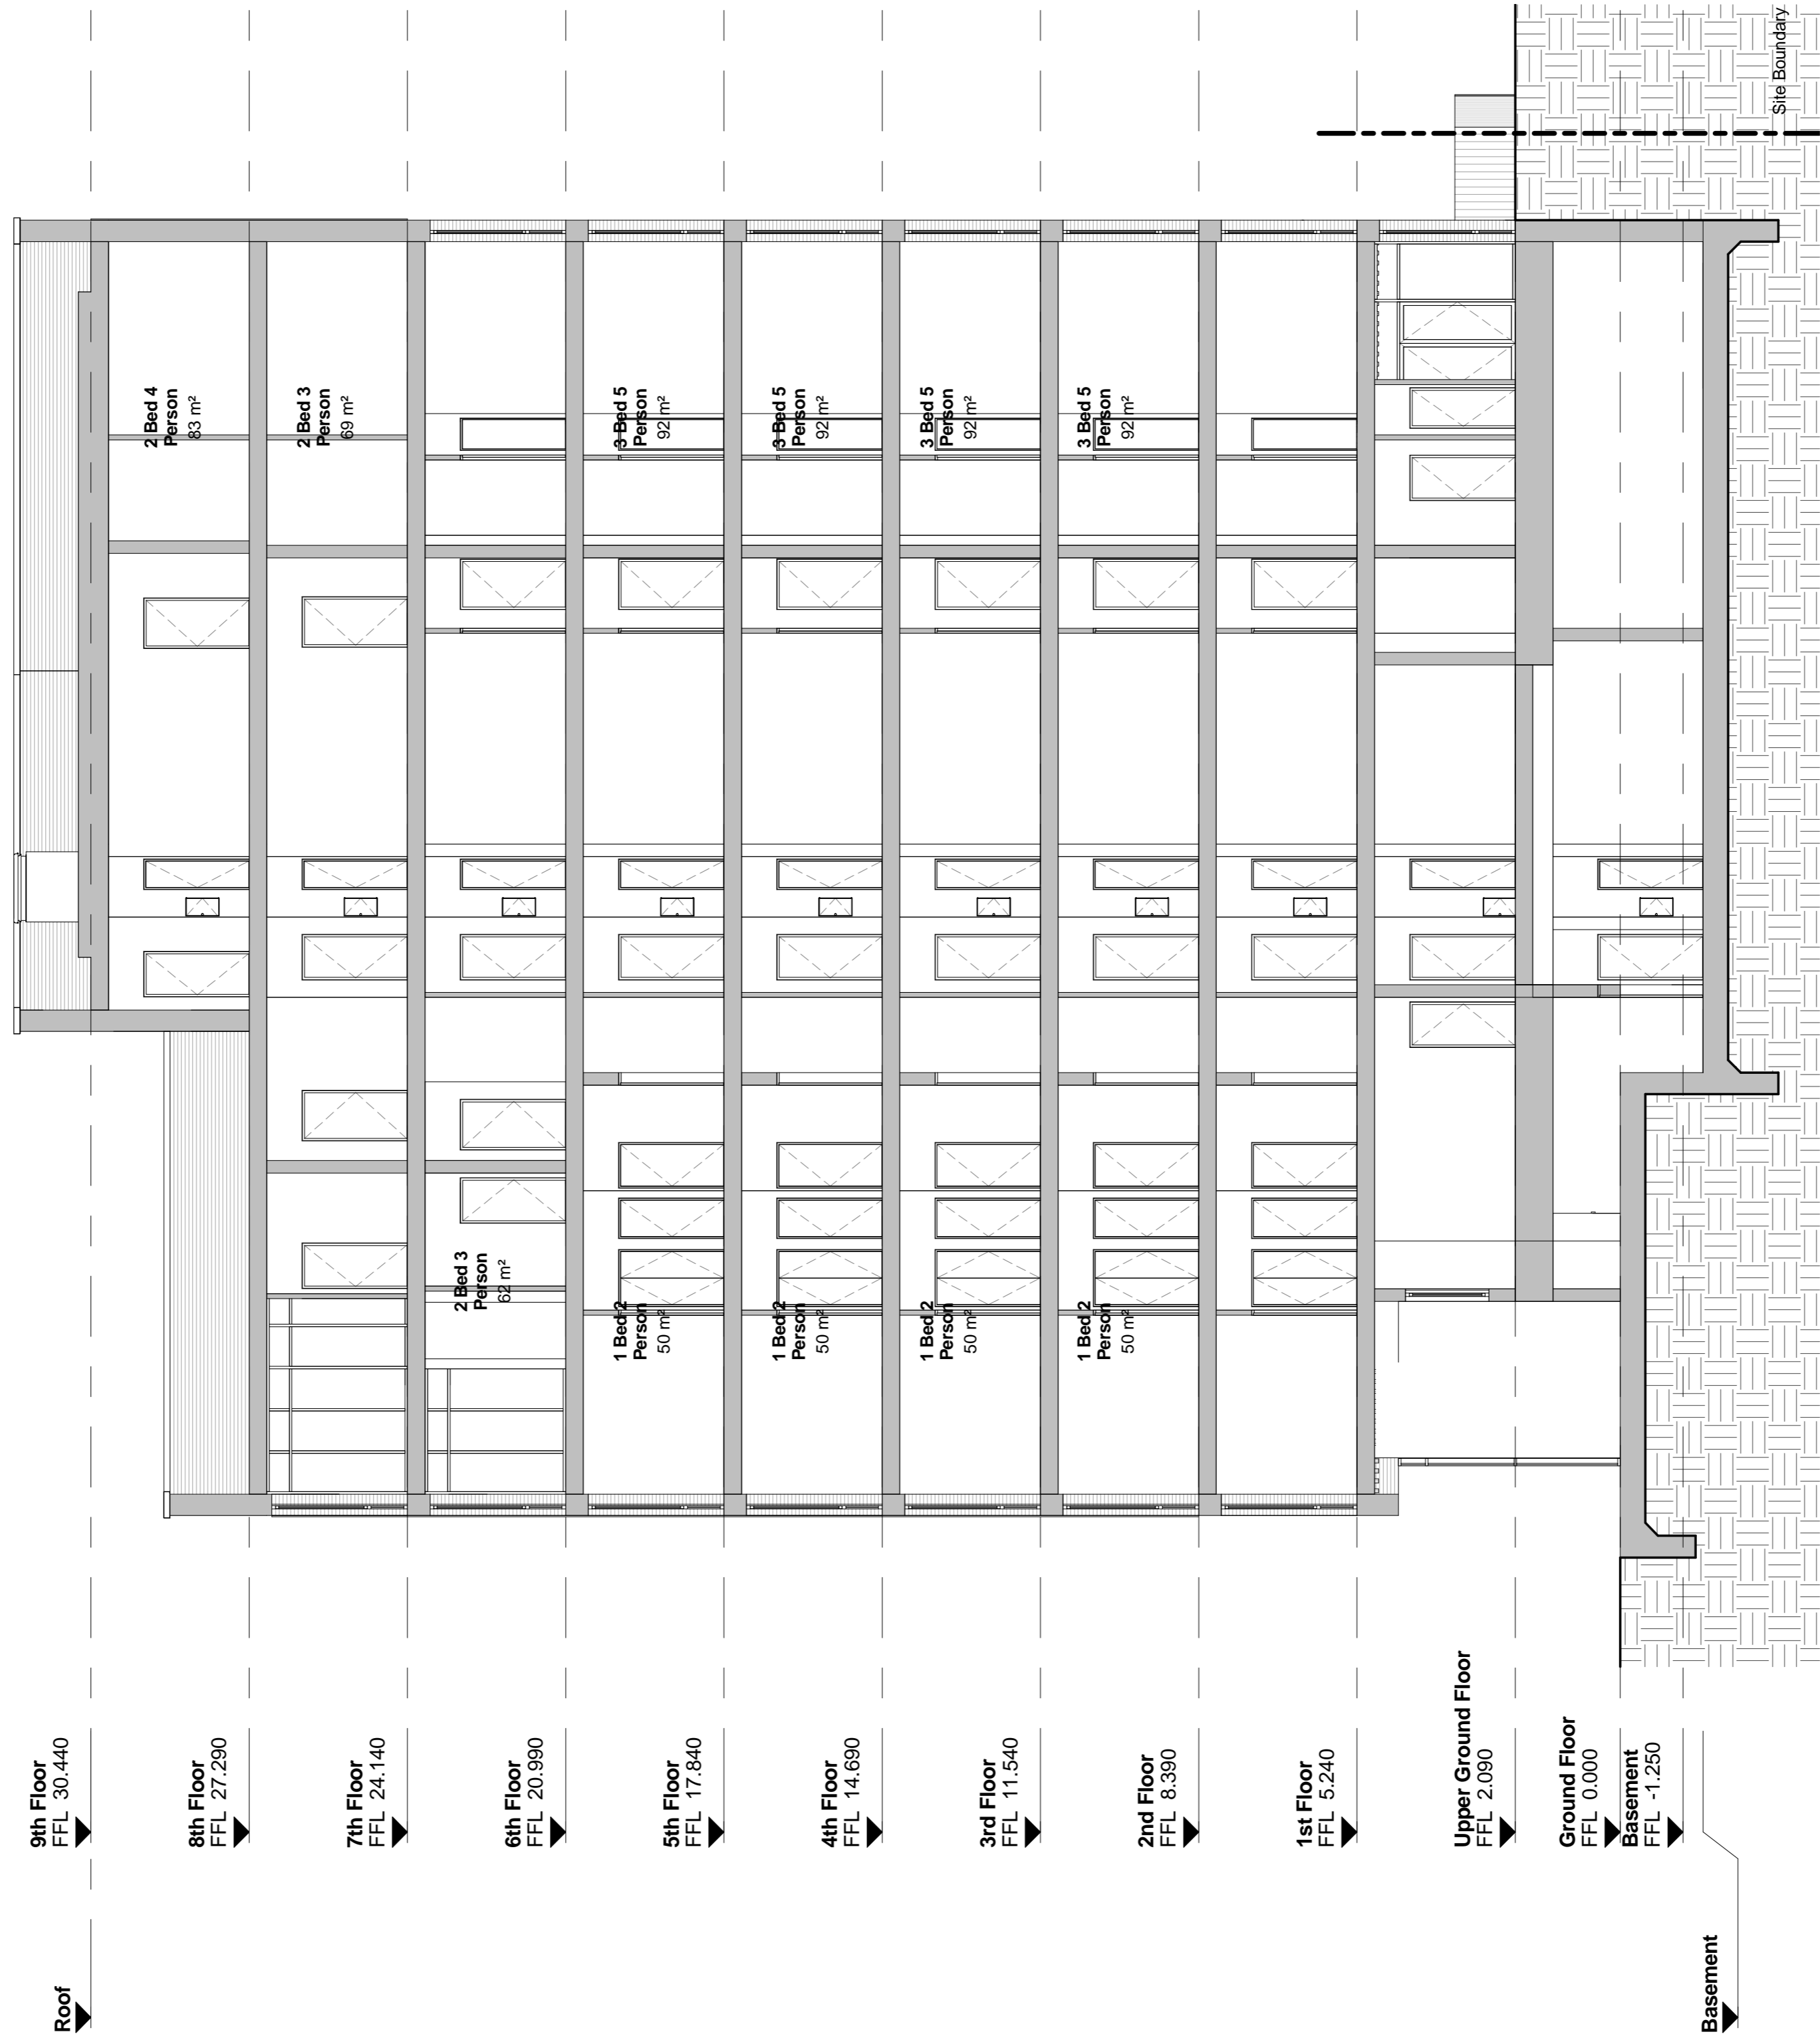 Roof
9th Floor
FFL 30.440
8th Floor
FFL 27.290
7th Floor
FFL 24.140
6th Floor
FFL 20.990
5th Floor
FFL 17.840
4th Floor
FFL 14.690
3rd Floor
FFL 11.540
2nd Floor
FFL 8.390
1st Floor
FFL 5.240
Upper Ground Floor
FFL 2.090
Ground Floor
FFL 0.000
Basement
FFL -1.250
Basement
2 Bed 4
Person
83 m²
2 Bed 3
Person
69 m²
2 Bed 3
Person
62 m²
1 Bed 2
Person
50 m²
3 Bed 5
Person
92 m²
1 Bed 2
Person
50 m²
3 Bed 5
Person
92 m²
1 Bed 2
Person
50 m²
3 Bed 5
Person
92 m²
1 Bed 2
Person
50 m²
3 Bed 5
Person
92 m²
Site Boundary